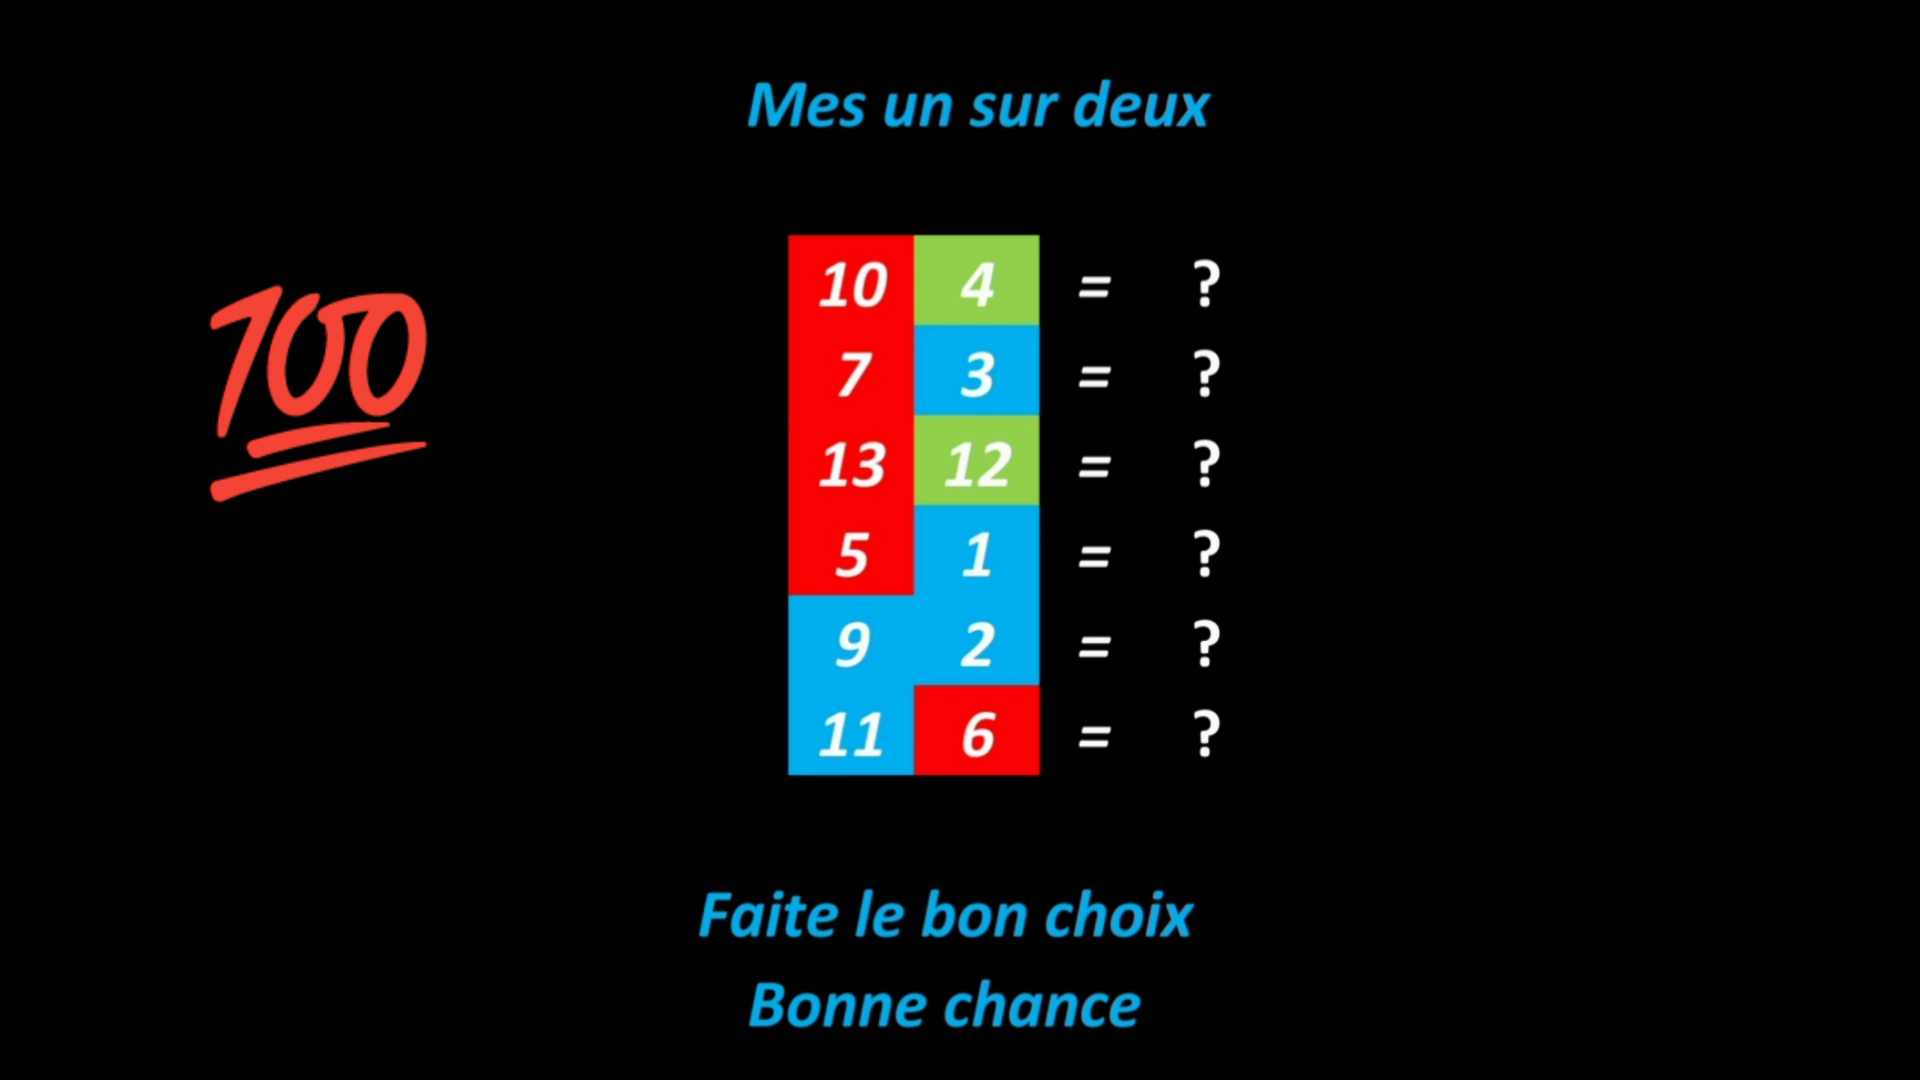 Mes un sur deux
100
10 4 = ?
7 3 = ?
13 12 = ?
5 1 = ?
9 2 = ?
11 6 = ?
Faite le bon choix
Bonne chance